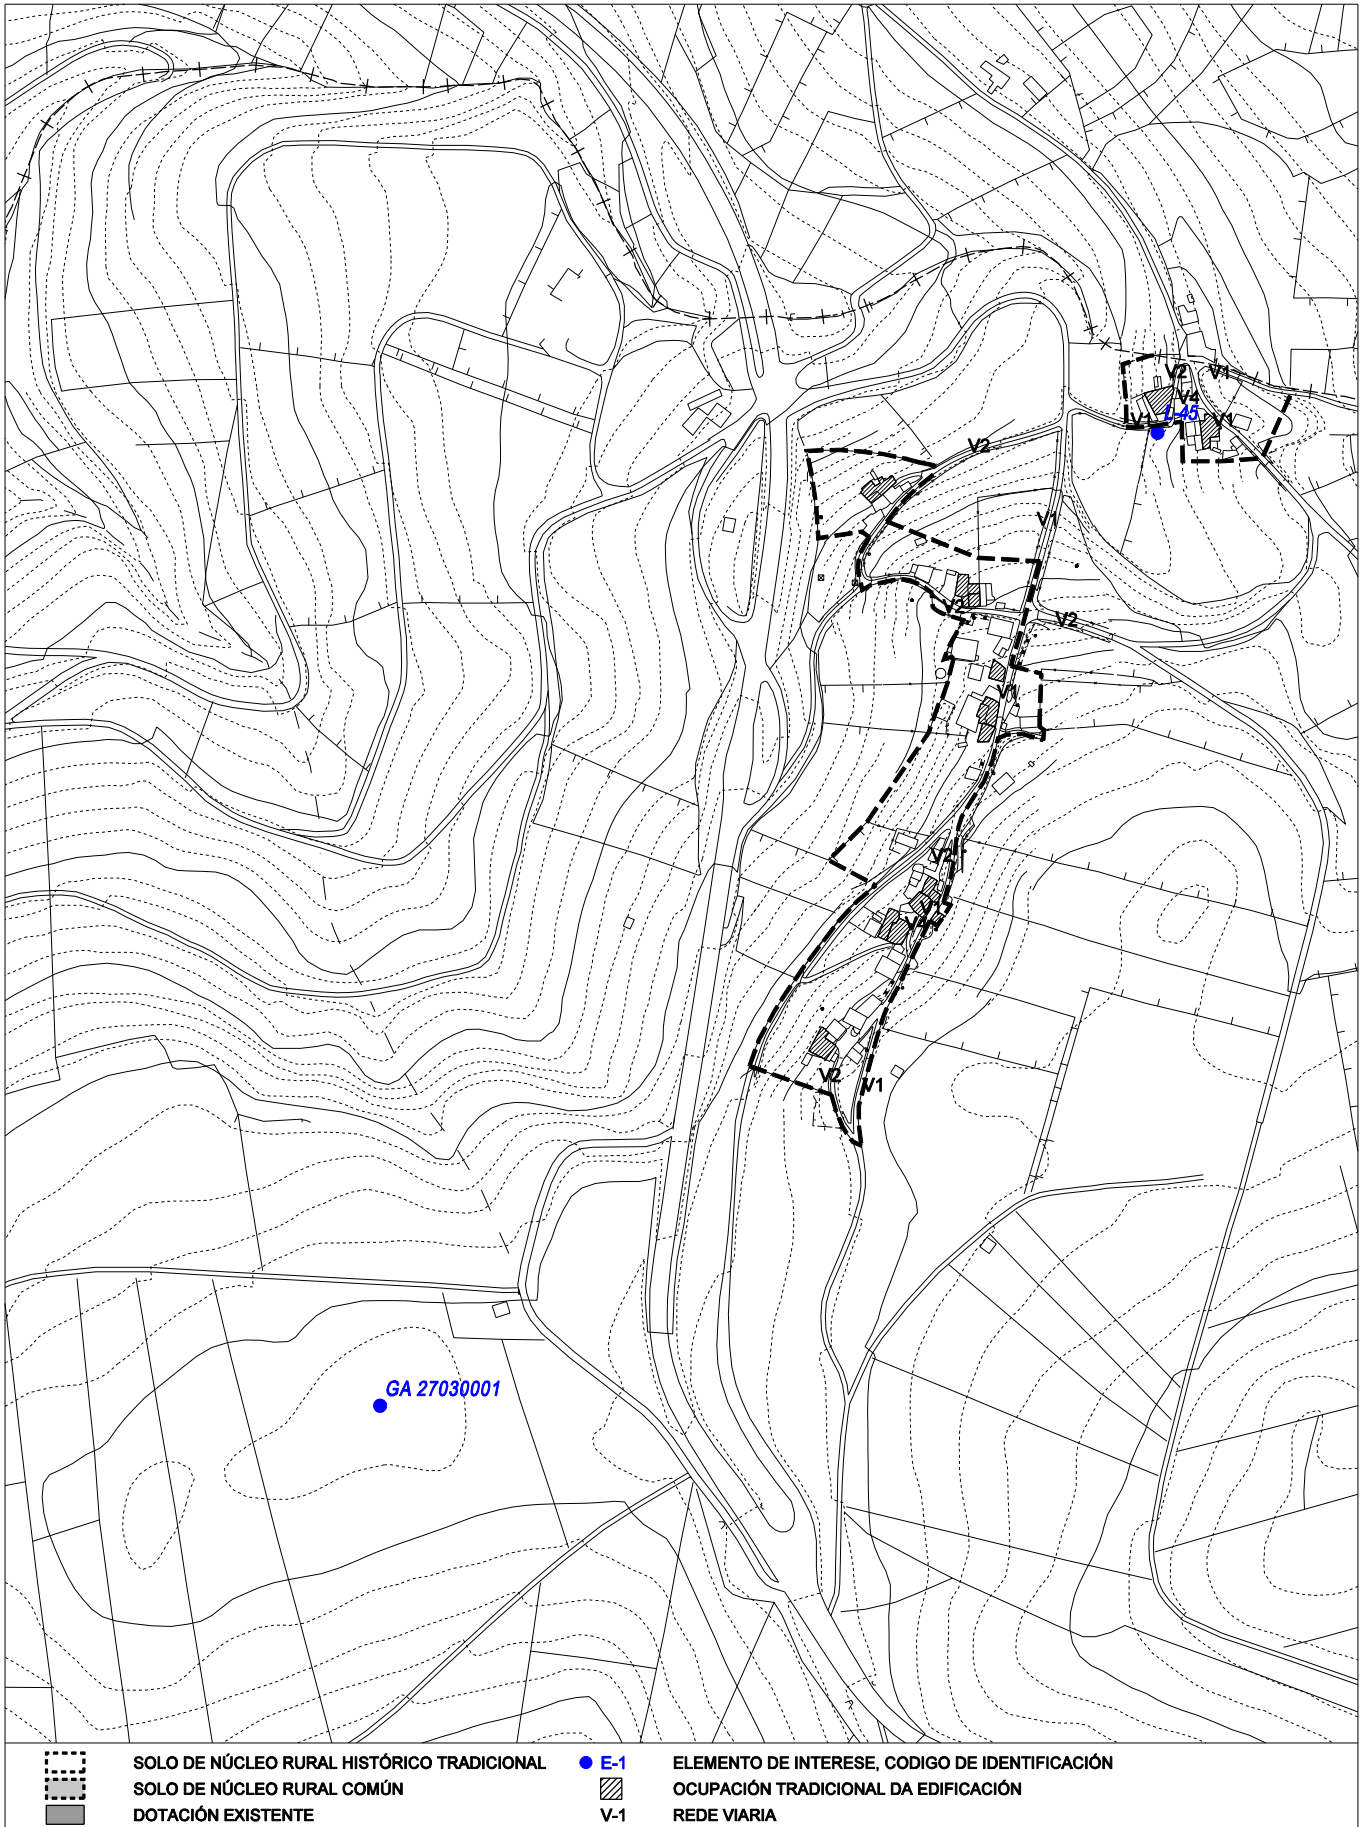 V2
V1
V4
L-45
V1
V1
V2
V1
V2
V2
V1
V2
V1
V4
V2
V1
GA 27030001
SOLO DE NÚCLEO RURAL HISTÓRICO TRADICIONAL
E-1
ELEMENTO DE INTERESE, CODIGO DE IDENTIFICACIÓN
SOLO DE NÚCLEO RURAL COMÚN
OCUPACIÓN TRADICIONAL DA EDIFICACIÓN
DOTACIÓN EXISTENTE
V-1
REDE VIARIA